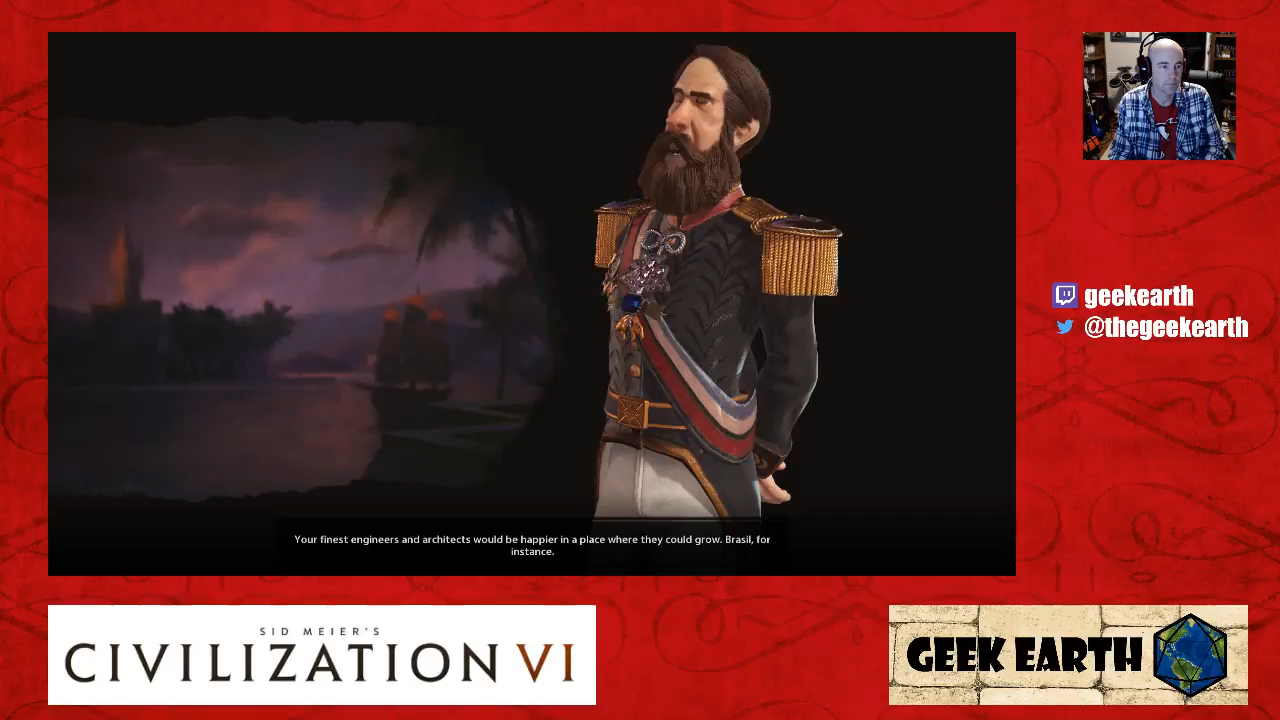 geekearth
@thegeekearth
Your finest engineers and architects would be happier in a place where they could grow. Brasil, for
instance.
SID MEIER'S
CIVILIZATION VI
GEEK EARTH